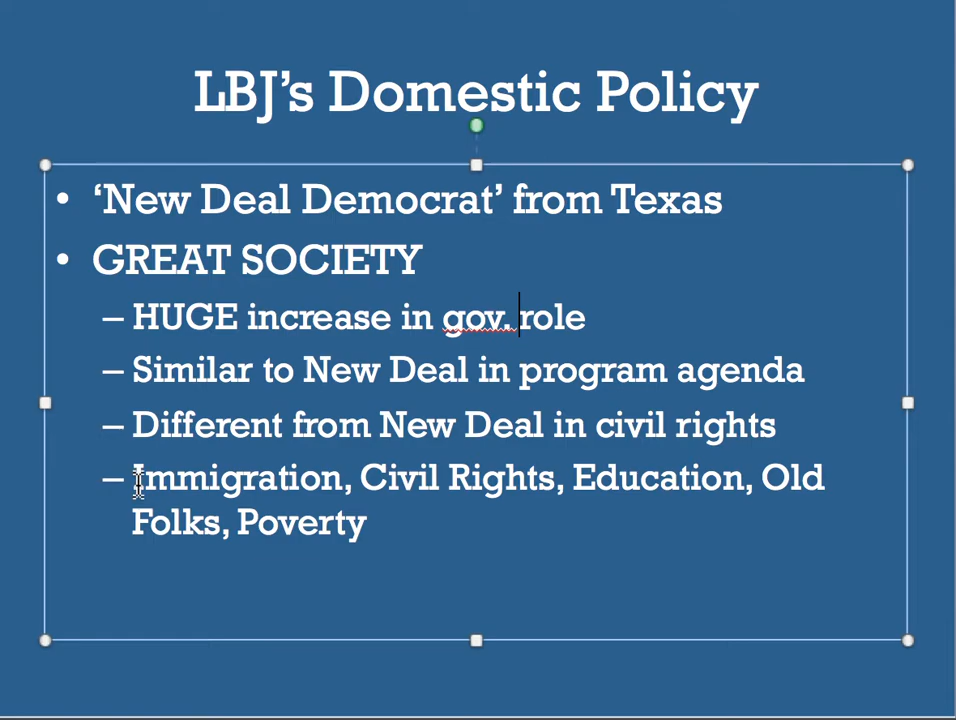 LBJ’s Domestic Policy
• ‘New Deal Democrat’ from Texas
• GREAT SOCIETY
– HUGE increase in gov. role
– Similar to New Deal in program agenda
– Different from New Deal in civil rights
– Immigration, Civil Rights, Education, Old
Folks, Poverty